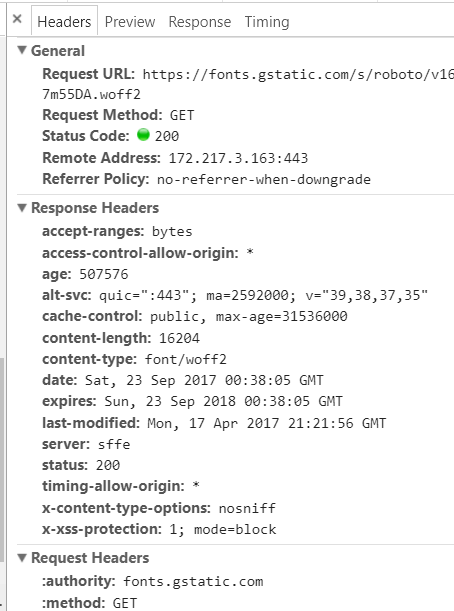 × Headers Preview Response Timing
▼ General
Request URL: https://fonts.gstatic.com/s/roboto/v16
7m55DA.woff2
Request Method: GET
Status Code: 200
Remote Address: 172.217.3.163:443
Referrer Policy: no-referrer-when-downgrade
▼ Response Headers
accept-ranges: bytes
access-control-allow-origin: *
age: 507576
alt-svc: quic=":443"; ma=2592000; v="39,38,37,35"
cache-control: public, max-age=31536000
content-length: 16204
content-type: font/woff2
date: Sat, 23 Sep 2017 00:38:05 GMT
expires: Sun, 23 Sep 2018 00:38:05 GMT
last-modified: Mon, 17 Apr 2017 21:21:56 GMT
server: sffe
status: 200
timing-allow-origin: *
x-content-type-options: nosniff
x-xss-protection: 1; mode=block
▼ Request Headers
:authority: fonts.gstatic.com
:method: GET